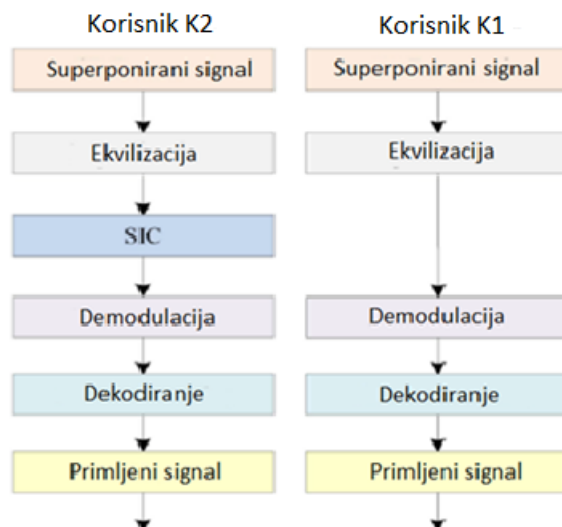 Korisnik K2
Superponirani signal
Ekvilizacija
SIC
Demodulacija
Dekodiranje
Primljeni signal
Korisnik K1
Superponirani signal
Ekvilizacija
Demodulacija
Dekodiranje
Primljeni signal